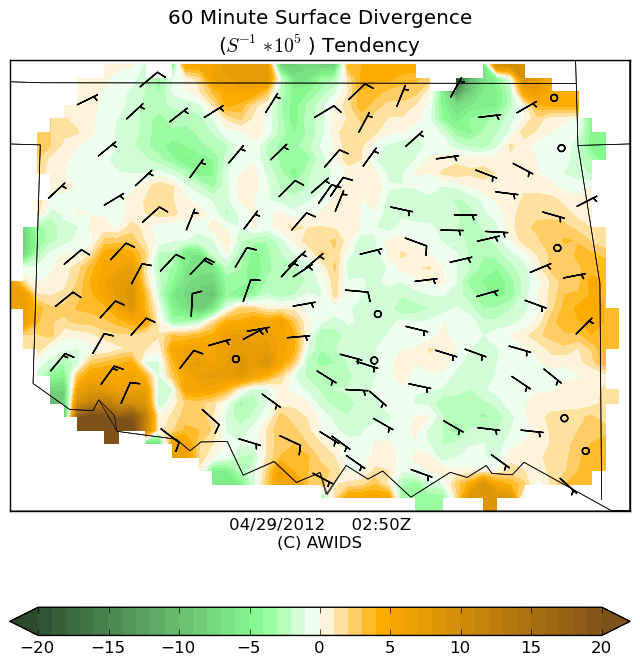 60 Minute Surface Divergence
(S⁻¹ *10⁵ ) Tendency
04/29/2012 02:50Z
(C) AWIDS
−20 −15 −10 −5 0 5 10 15 20